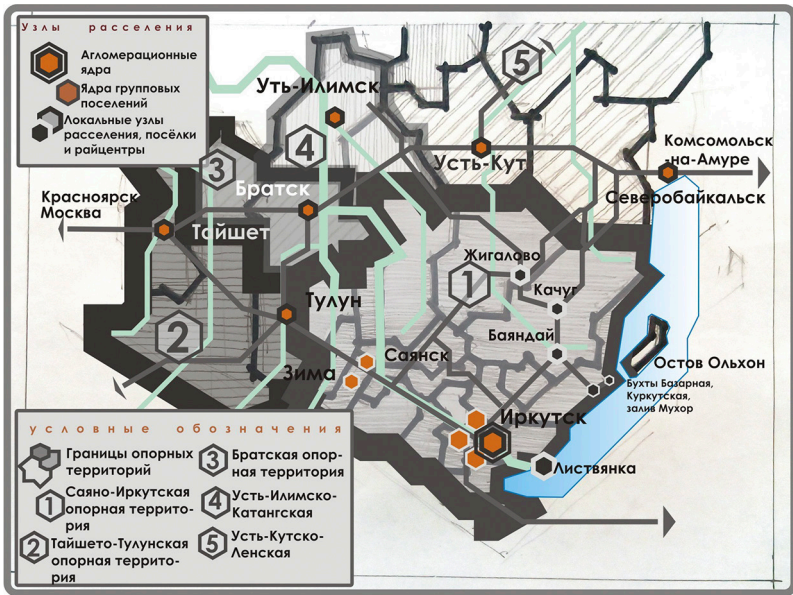 Узлы расселения
Агломерационные
ядра
Ядра групповых
поселений
Локальные узлы
расселения, посёлки
и райцентры
5
Уть-Илимск
4
3
Усть-Кут
Комсомольск
-на-Амуре
Братск
Северобайкальск
Красноярск
Москва
Тайшет
Жигалово
1
Качуг
Тулун
2
Баяндай
Саянск
Зима
Остов Ольхон
Бухты Базарная,
Куркутская,
залив Мухор
Иркутск
Листвянка
условные обозначения
Границы опорных
территорий
1 Саяно-Иркутская
опорная террито-
рия
2 Тайшето-Тулунская
опорная террито-
рия
3 Братская опор-
ная территория
4 Усть-Илимско-
Катангская
5 Усть-Кутско-
Ленская